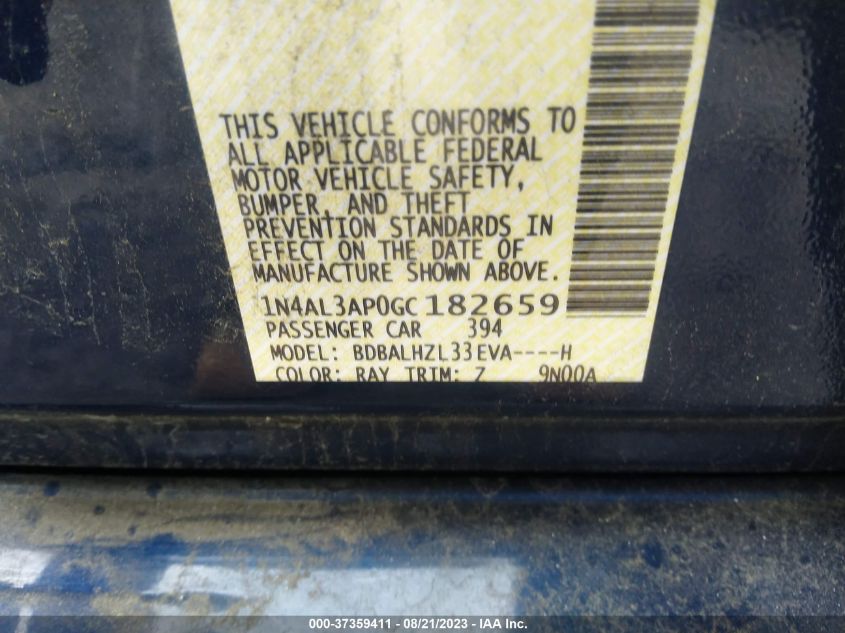 THIS VEHICLE CONFORMS TO
ALL APPLICABLE FEDERAL
MOTOR VEHICLE SAFETY,
BUMPER, AND THEFT
PREVENTION STANDARDS IN
EFFECT ON THE DATE OF
MANUFACTURE SHOWN ABOVE.
1N4AL3AP0GC182659
PASSENGER CAR 394
MODEL: BDBALHZL33EVA----H
COLOR: RAY TRIM: Z 9N00A
000-37359411 - 08/21/2023 - IAAI.com